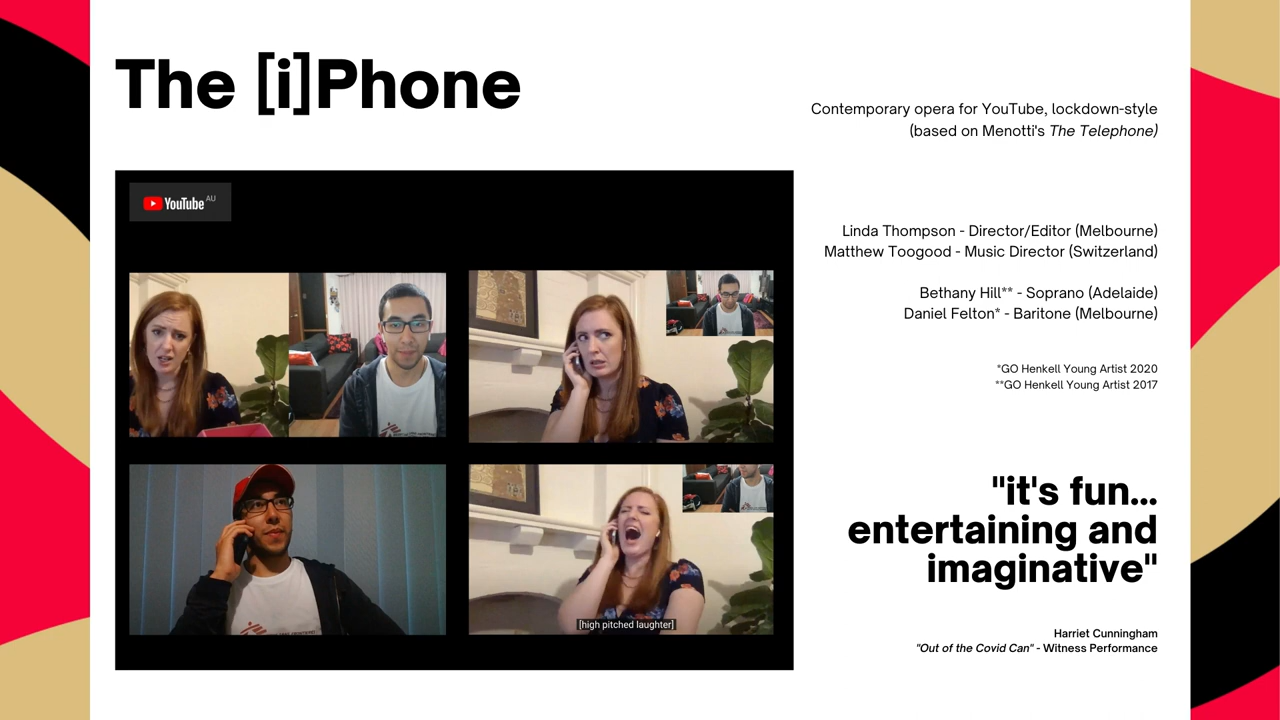 The [i]Phone
Contemporary opera for YouTube, lockdown-style
(based on Menotti's The Telephone)
YouTube AU
Linda Thompson - Director/Editor (Melbourne)
Matthew Toogood - Music Director (Switzerland)
Bethany Hill** - Soprano (Adelaide)
Daniel Felton* - Baritone (Melbourne)
*GO Henkell Young Artist 2020
**GO Henkell Young Artist 2017
[high pitched laughter]
"it's fun...
entertaining and
imaginative"
Harriet Cunningham
"Out of the Covid Can" - Witness Performance